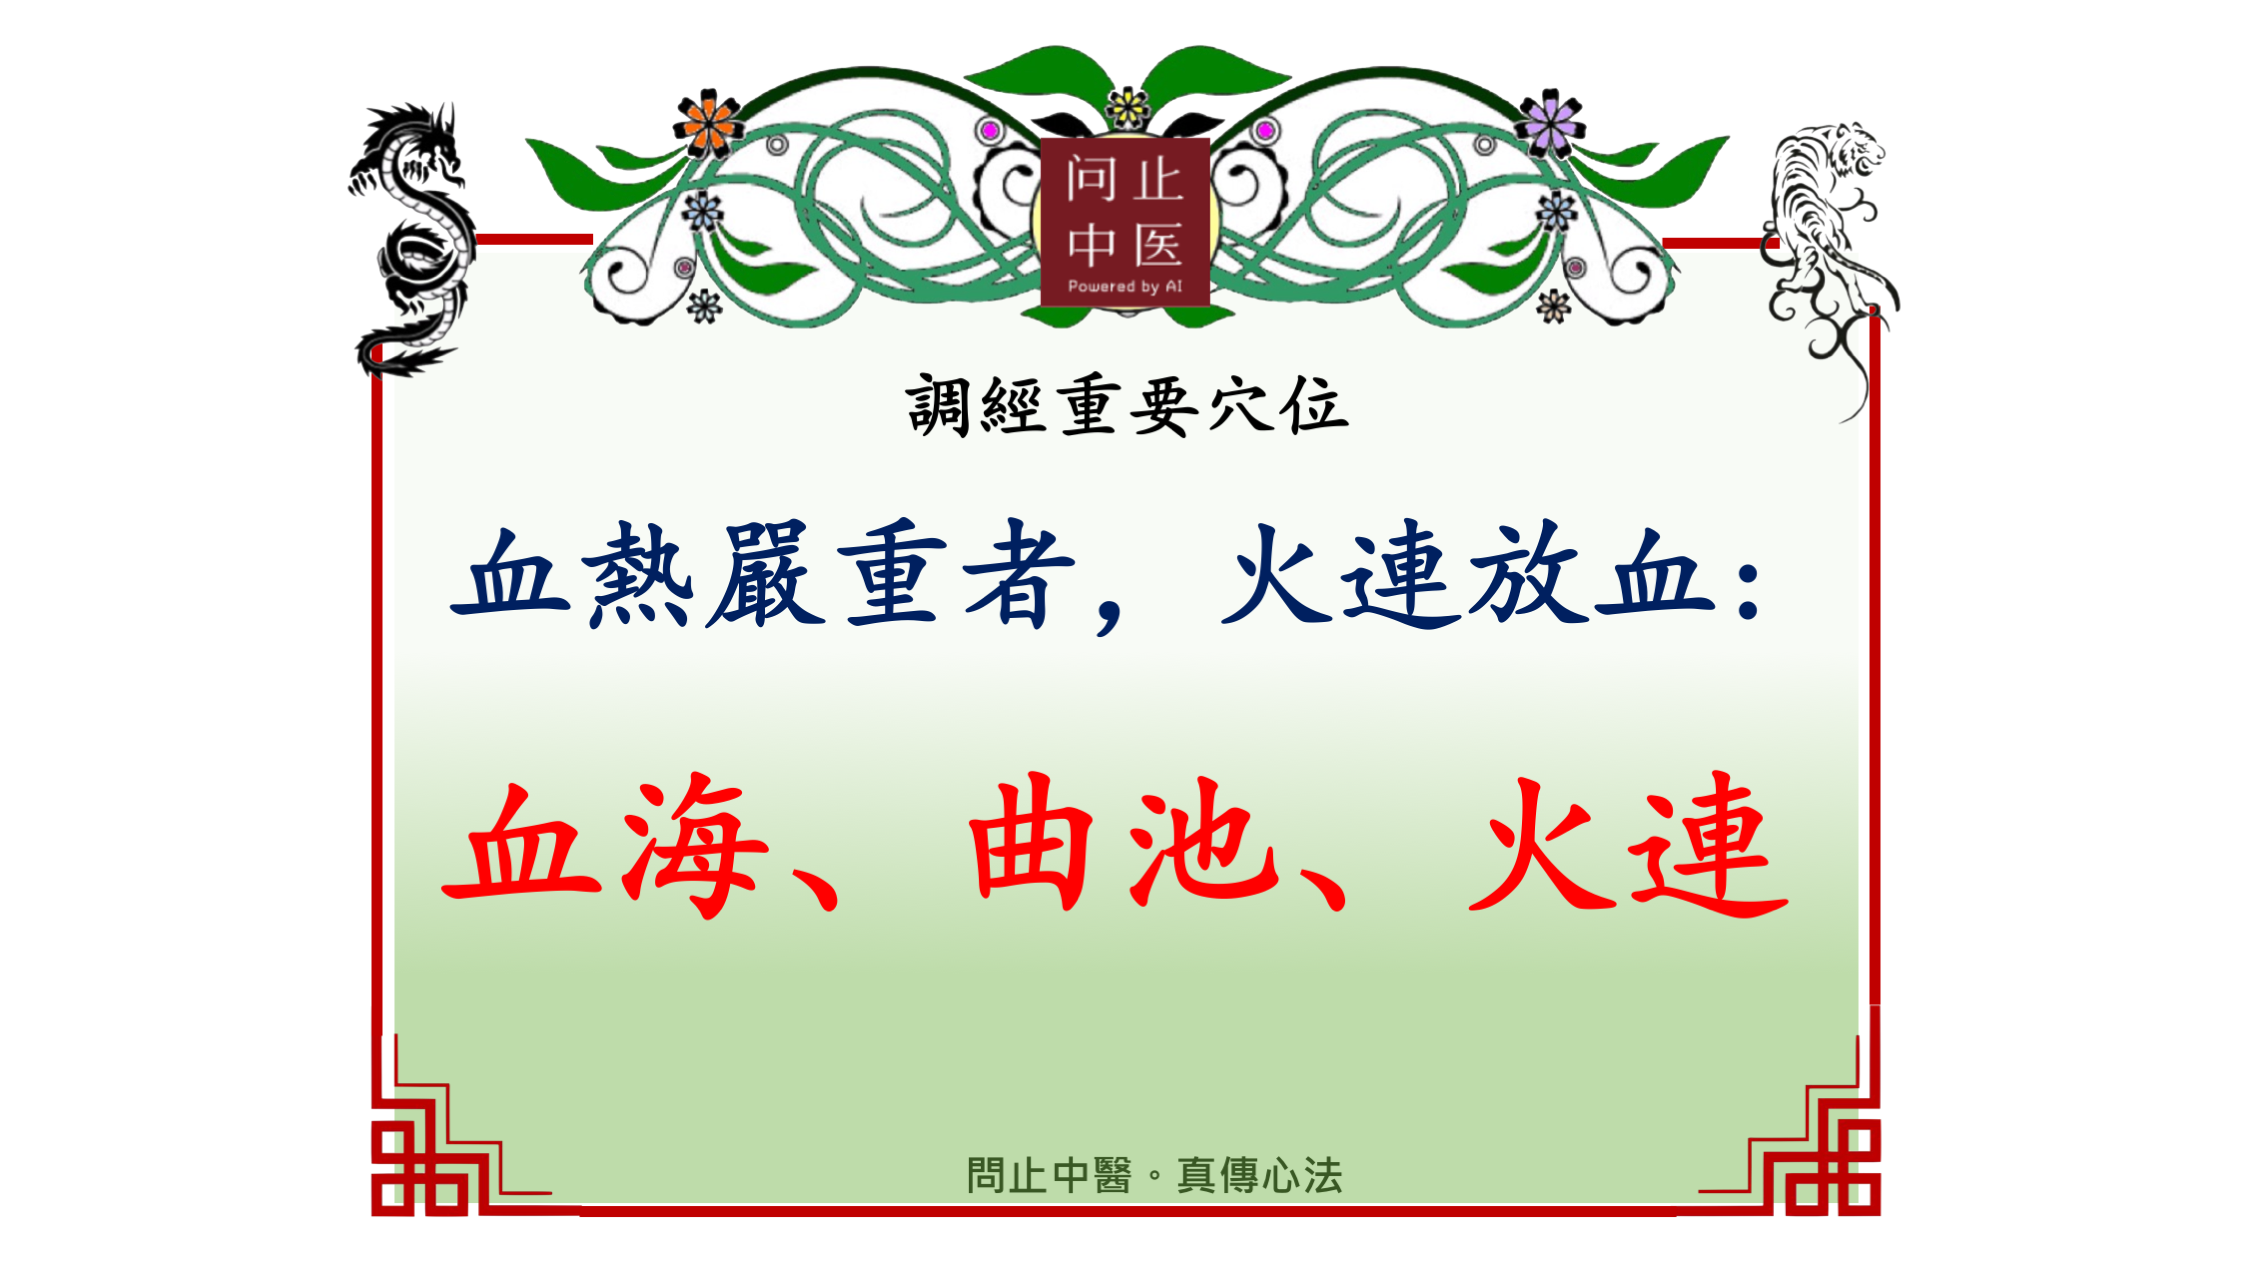 问止
中医
Powered by AI
調經重要穴位
血熱嚴重者，火連放血：
血海、曲池、火連
問止中醫。真傳心法